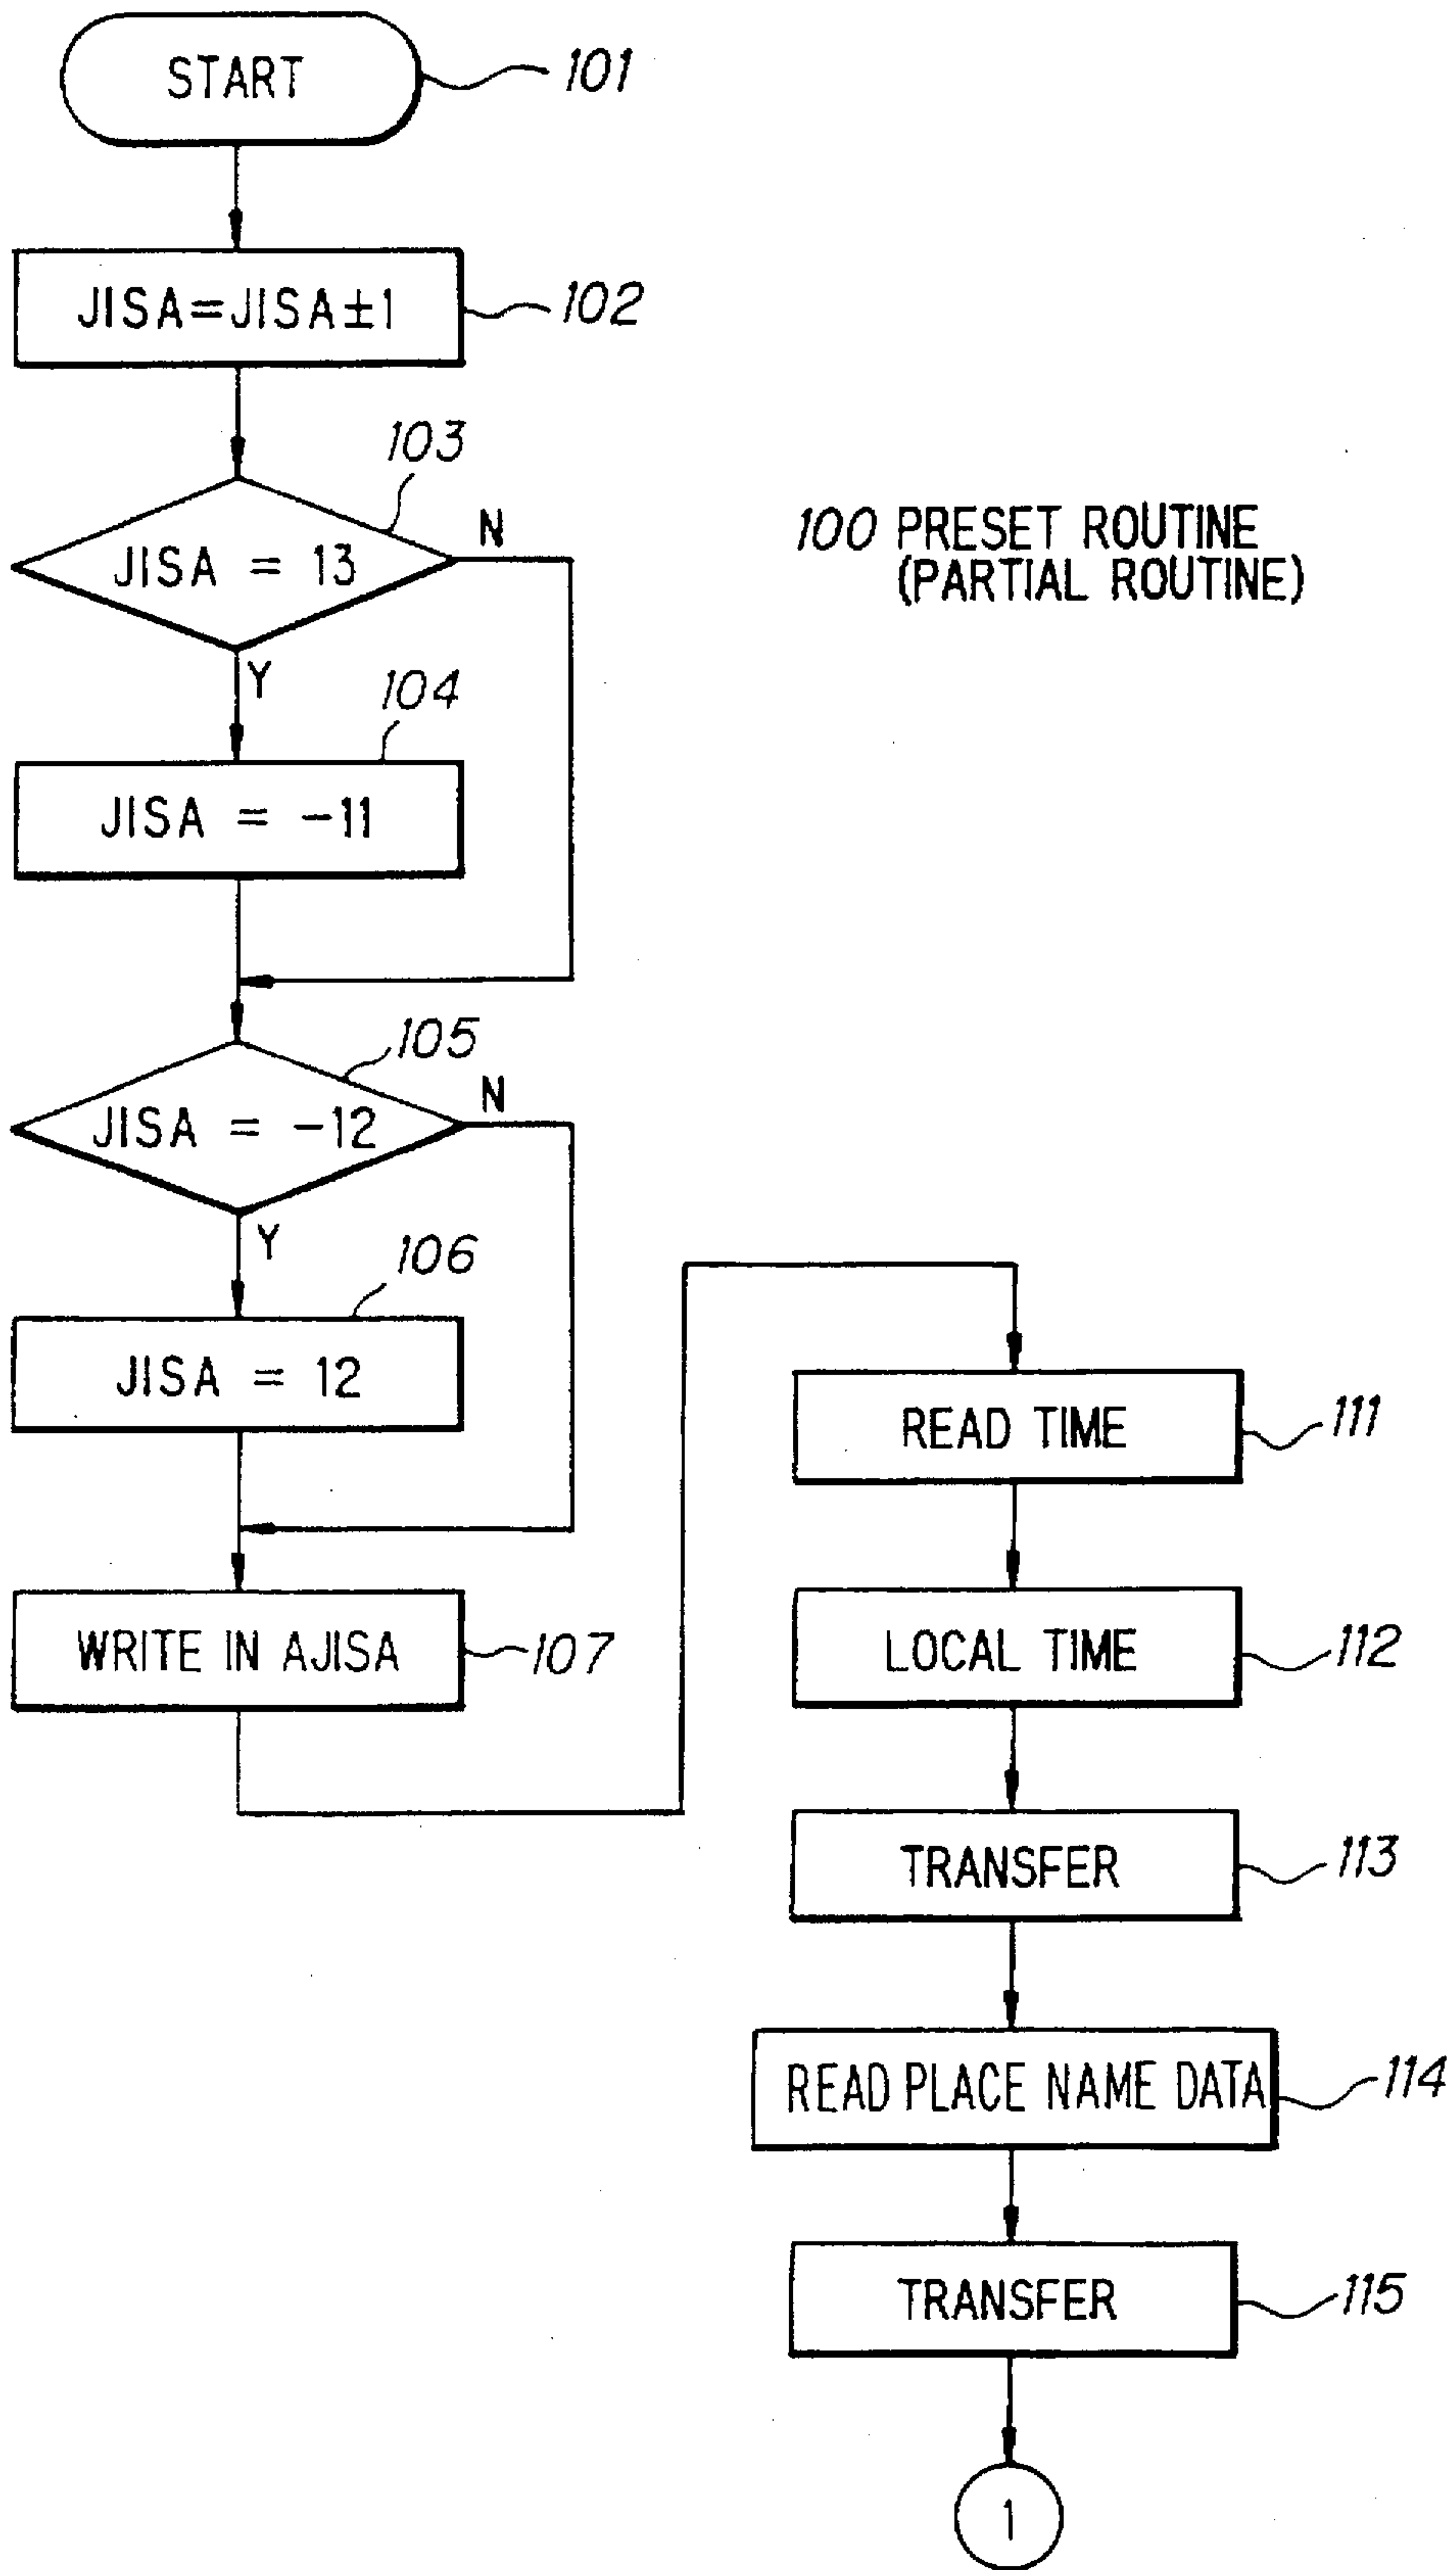 START 101
JISA=JISA±1 102
103
JISA = 13
N
Y
104
JISA = -11
105
JISA = -12
N
Y
106
JISA = 12
WRITE IN AJISA 107
100 PRESET ROUTINE
(PARTIAL ROUTINE)
READ TIME 111
LOCAL TIME 112
TRANSFER 113
READ PLACE NAME DATA 114
TRANSFER 115
1